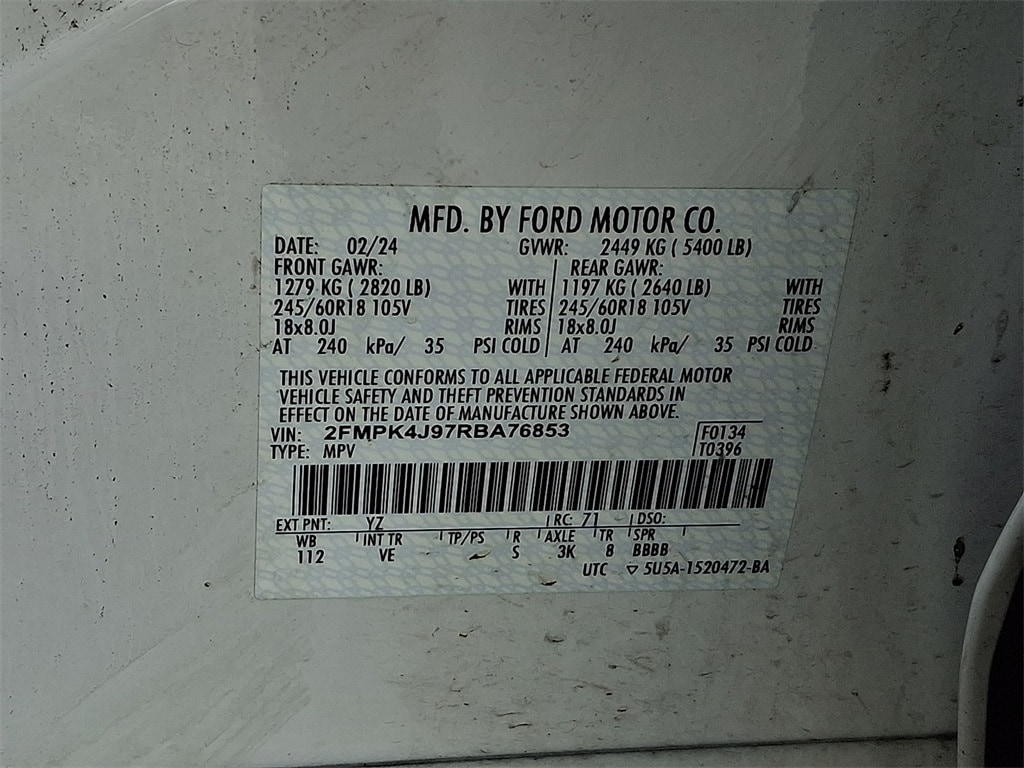 MFD. BY FORD MOTOR CO.
DATE: 02/24 GVWR: 2449 KG ( 5400 LB)
FRONT GAWR: REAR GAWR:
1279 KG ( 2820 LB) WITH 1197 KG ( 2640 LB) WITH
245/60R18 105V TIRES 245/60R18 105V TIRES
18x8.0J RIMS 18x8.0J RIMS
AT 240 kPa/ 35 PSI COLD AT 240 kPa/ 35 PSI COLD
THIS VEHICLE CONFORMS TO ALL APPLICABLE FEDERAL MOTOR
VEHICLE SAFETY AND THEFT PREVENTION STANDARDS IN
EFFECT ON THE DATE OF MANUFACTURE SHOWN ABOVE.
VIN: 2FMPK4J97RBA76853 F0134
TYPE: MPV T0396
EXT PNT: YZ RC: 71 DSO:
WB INT TR TP/PS R AXLE TR SPR
112 VE S 3K 8 BBBB
UTC ▽ 5U5A-1520472-BA